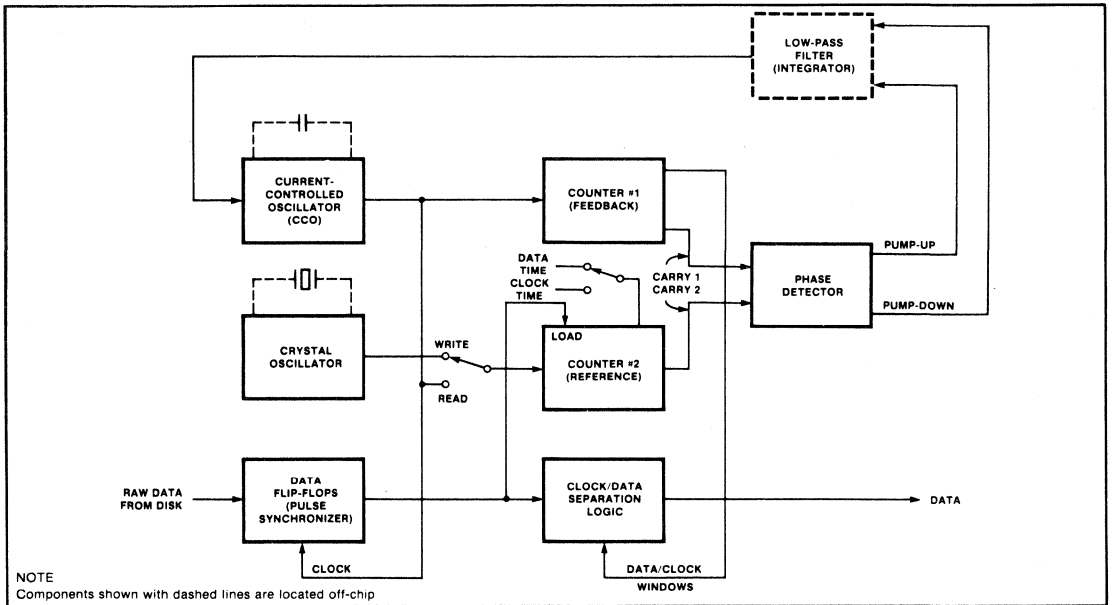 LOW-PASS
FILTER
(INTEGRATOR)
CURRENT-
CONTROLLED
OSCILLATOR
(CCO)
COUNTER #1
(FEEDBACK)
DATA
TIME
CLOCK
TIME
CARRY 1
CARRY 2
PHASE
DETECTOR
PUMP-UP
PUMP-DOWN
CRYSTAL
OSCILLATOR
WRITE
READ
LOAD
COUNTER #2
(REFERENCE)
RAW DATA
FROM DISK
DATA
FLIP-FLOPS
(PULSE
SYNCHRONIZER)
CLOCK/DATA
SEPARATION
LOGIC
DATA
CLOCK
DATA/CLOCK
WINDOWS
NOTE
Components shown with dashed lines are located off-chip